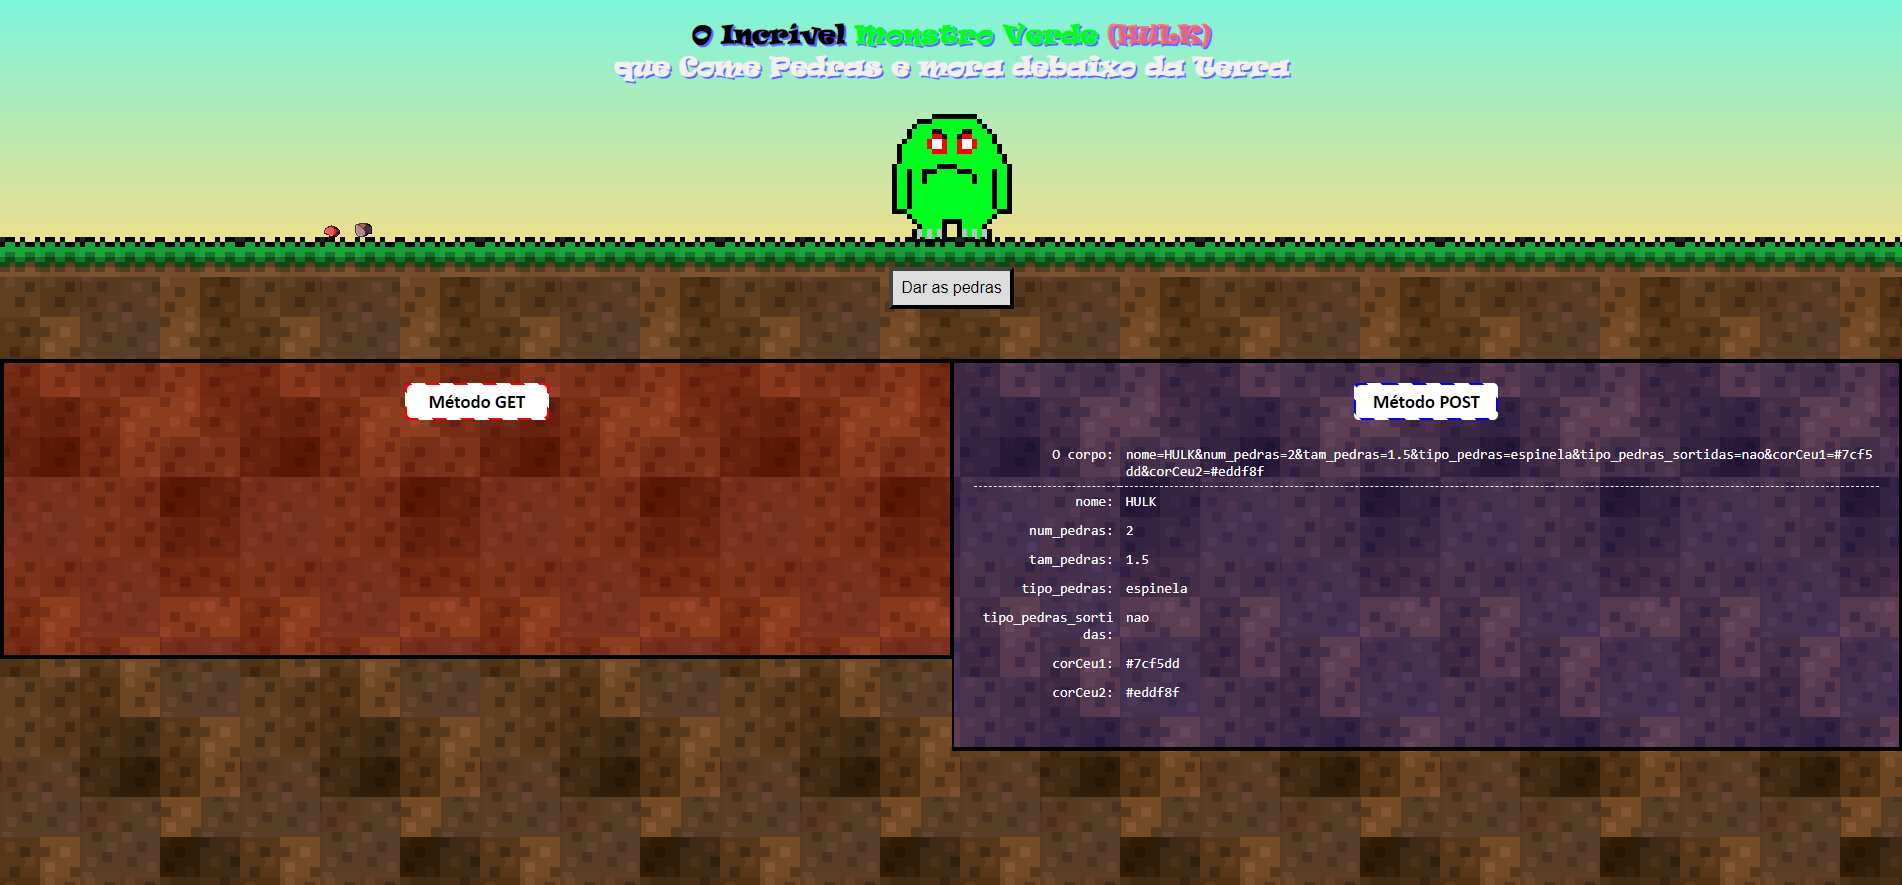 O Incrível Monstro Verde (HULK)
que Come Pedras e mora debaixo da Terra
Dar as pedras
Método GET
Método POST
O corpo: nome=HULK&num_pedras=2&tam_pedras=1.5&tipo_pedras=espinela&tipo_pedras_sortidas=nao&corCeu1=#7cf5
dd&corCeu2=#eddf8f
nome: HULK
num_pedras: 2
tam_pedras: 1.5
tipo_pedras: espinela
tipo_pedras_sorti nao
das:
corCeu1: #7cf5dd
corCeu2: #eddf8f